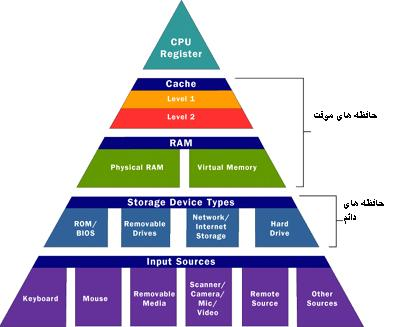 CPU
Register
Cache
Level 1
Level 2
حافظه هاي موقت
RAM
Physical RAM
Virtual Memory
Storage Device Types
حافظه هاي
دائم
ROM/
BIOS
Removable
Drives
Network/
Internet
Storage
Hard
Drive
Input Sources
Keyboard
Mouse
Removable
Media
Scanner/
Camera/
Mic/
Video
Remote
Source
Other
Sources